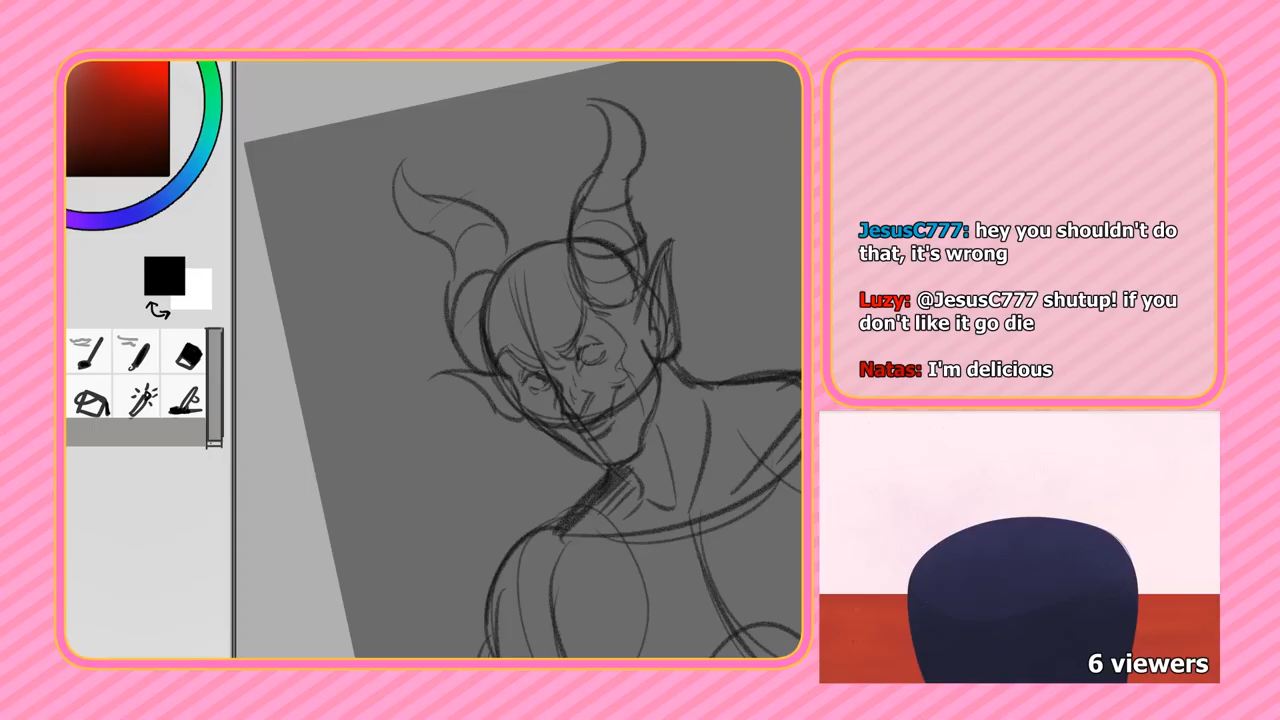 JesusC777: hey you shouldn't do
that, it's wrong
Luzy: @JesusC777 shutup! if you
don't like it go die
Natas: I'm delicious
6 viewers